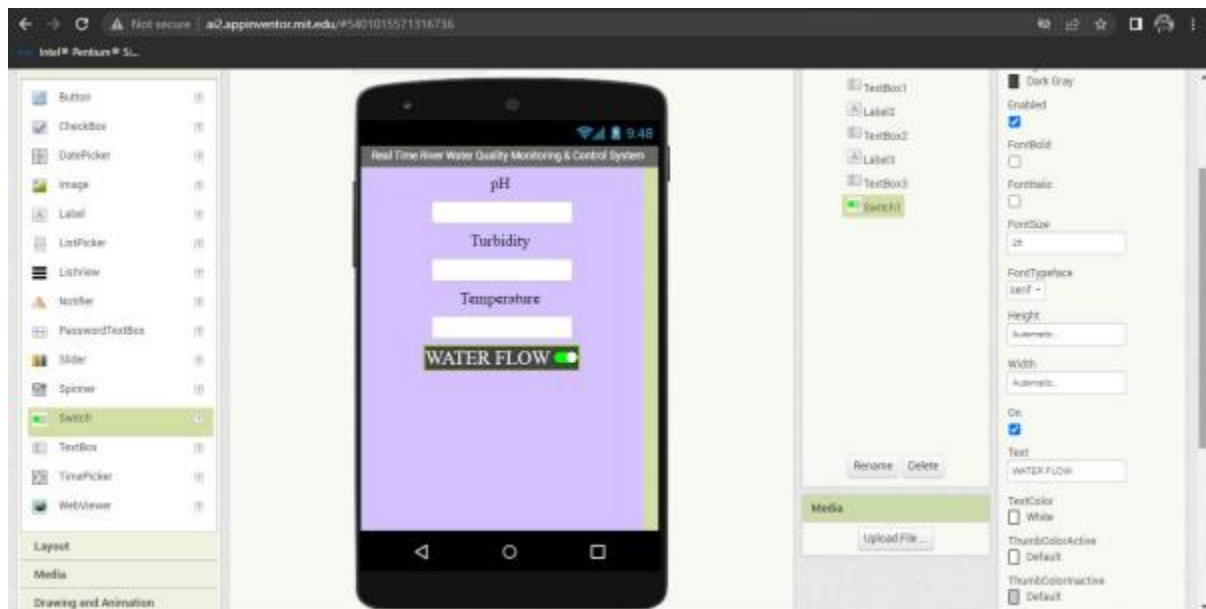 Not secure
ai2.appinventor.mit.edu/#5401015571316736
Intel® Pentium® Si...
Button
CheckBox
DatePicker
Image
Label
ListPicker
ListView
Notifier
PasswordTextBox
Slider
Spinner
Switch
TextBox
TimePicker
WebViewer
Layout
Media
Drawing and Animation
9:48
Real Time River Water Quality Monitoring & Control System
pH
Turbidity
Temperature
WATER FLOW
TextBox1
Label2
TextBox2
Label3
TextBox3
Switch1
Rename Delete
Media
Upload File ...
Dark Gray
Enabled
FontBold
FontItalic
FontSize
FontTypeface
serif
Height
Automatic...
Width
Automatic...
On
Text
WATER FLOW
TextColor
White
ThumbColorActive
Default
ThumbColorInactive
Default